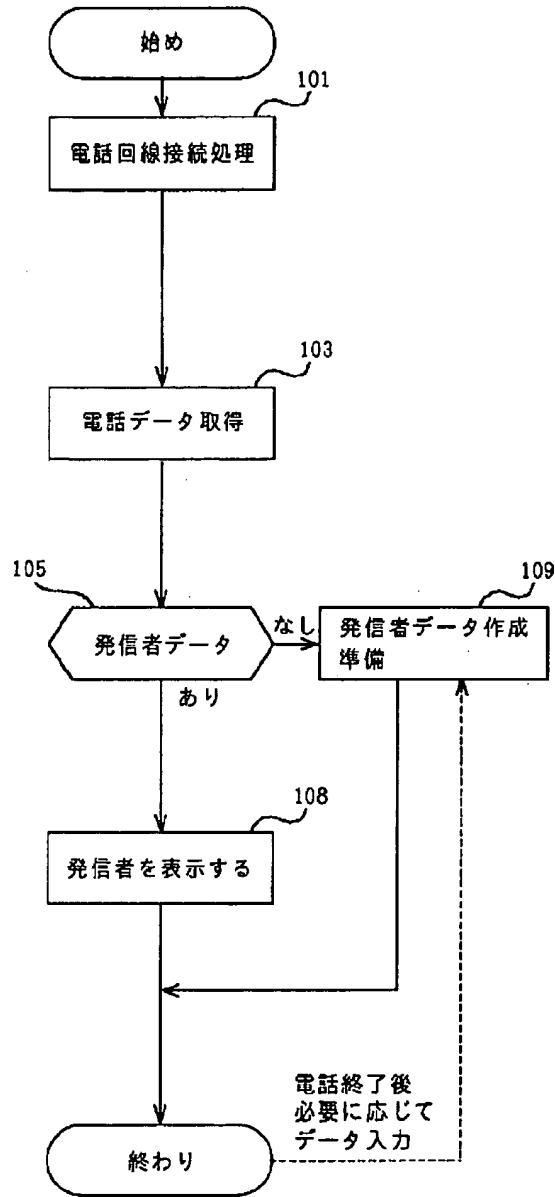 始め
101
電話回線接続処理
103
電話データ取得
105
発信者データ
なし
109
発信者データ作成
準備
あり
108
発信者を表示する
電話終了後
必要に応じて
データ入力
終わり